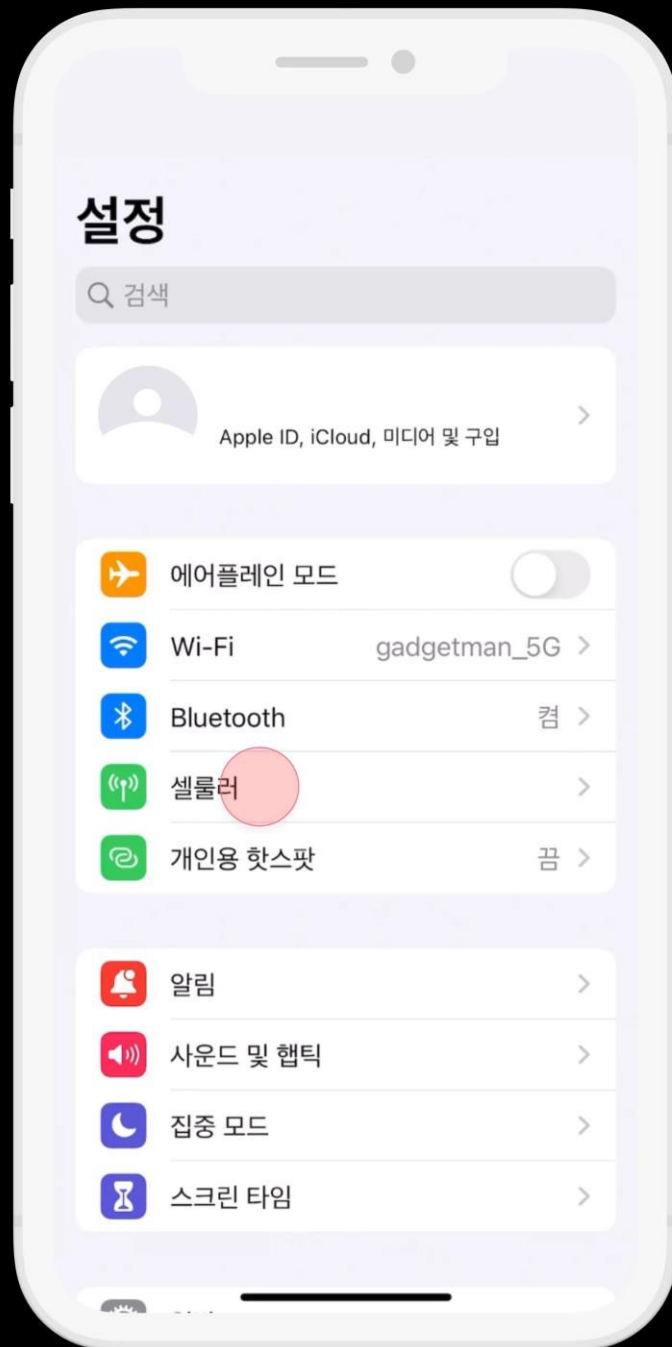 설정
검색
Apple ID, iCloud, 미디어 및 구입
에어플레인 모드
Wi-Fi gadgetman_5G
Bluetooth 켬
셀룰러
개인용 핫스팟 끔
알림
사운드 및 햅틱
집중 모드
스크린 타임